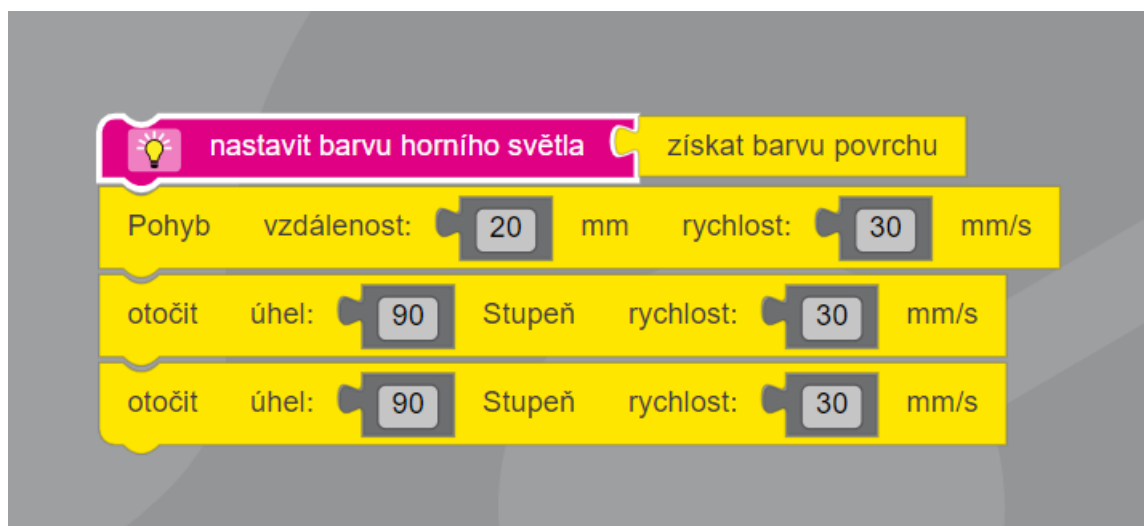 nastavit barvu horního světla získat barvu povrchu
Pohyb vzdálenost: 20 mm rychlost: 30 mm/s
otočit úhel: 90 Stupeň rychlost: 30 mm/s
otočit úhel: 90 Stupeň rychlost: 30 mm/s